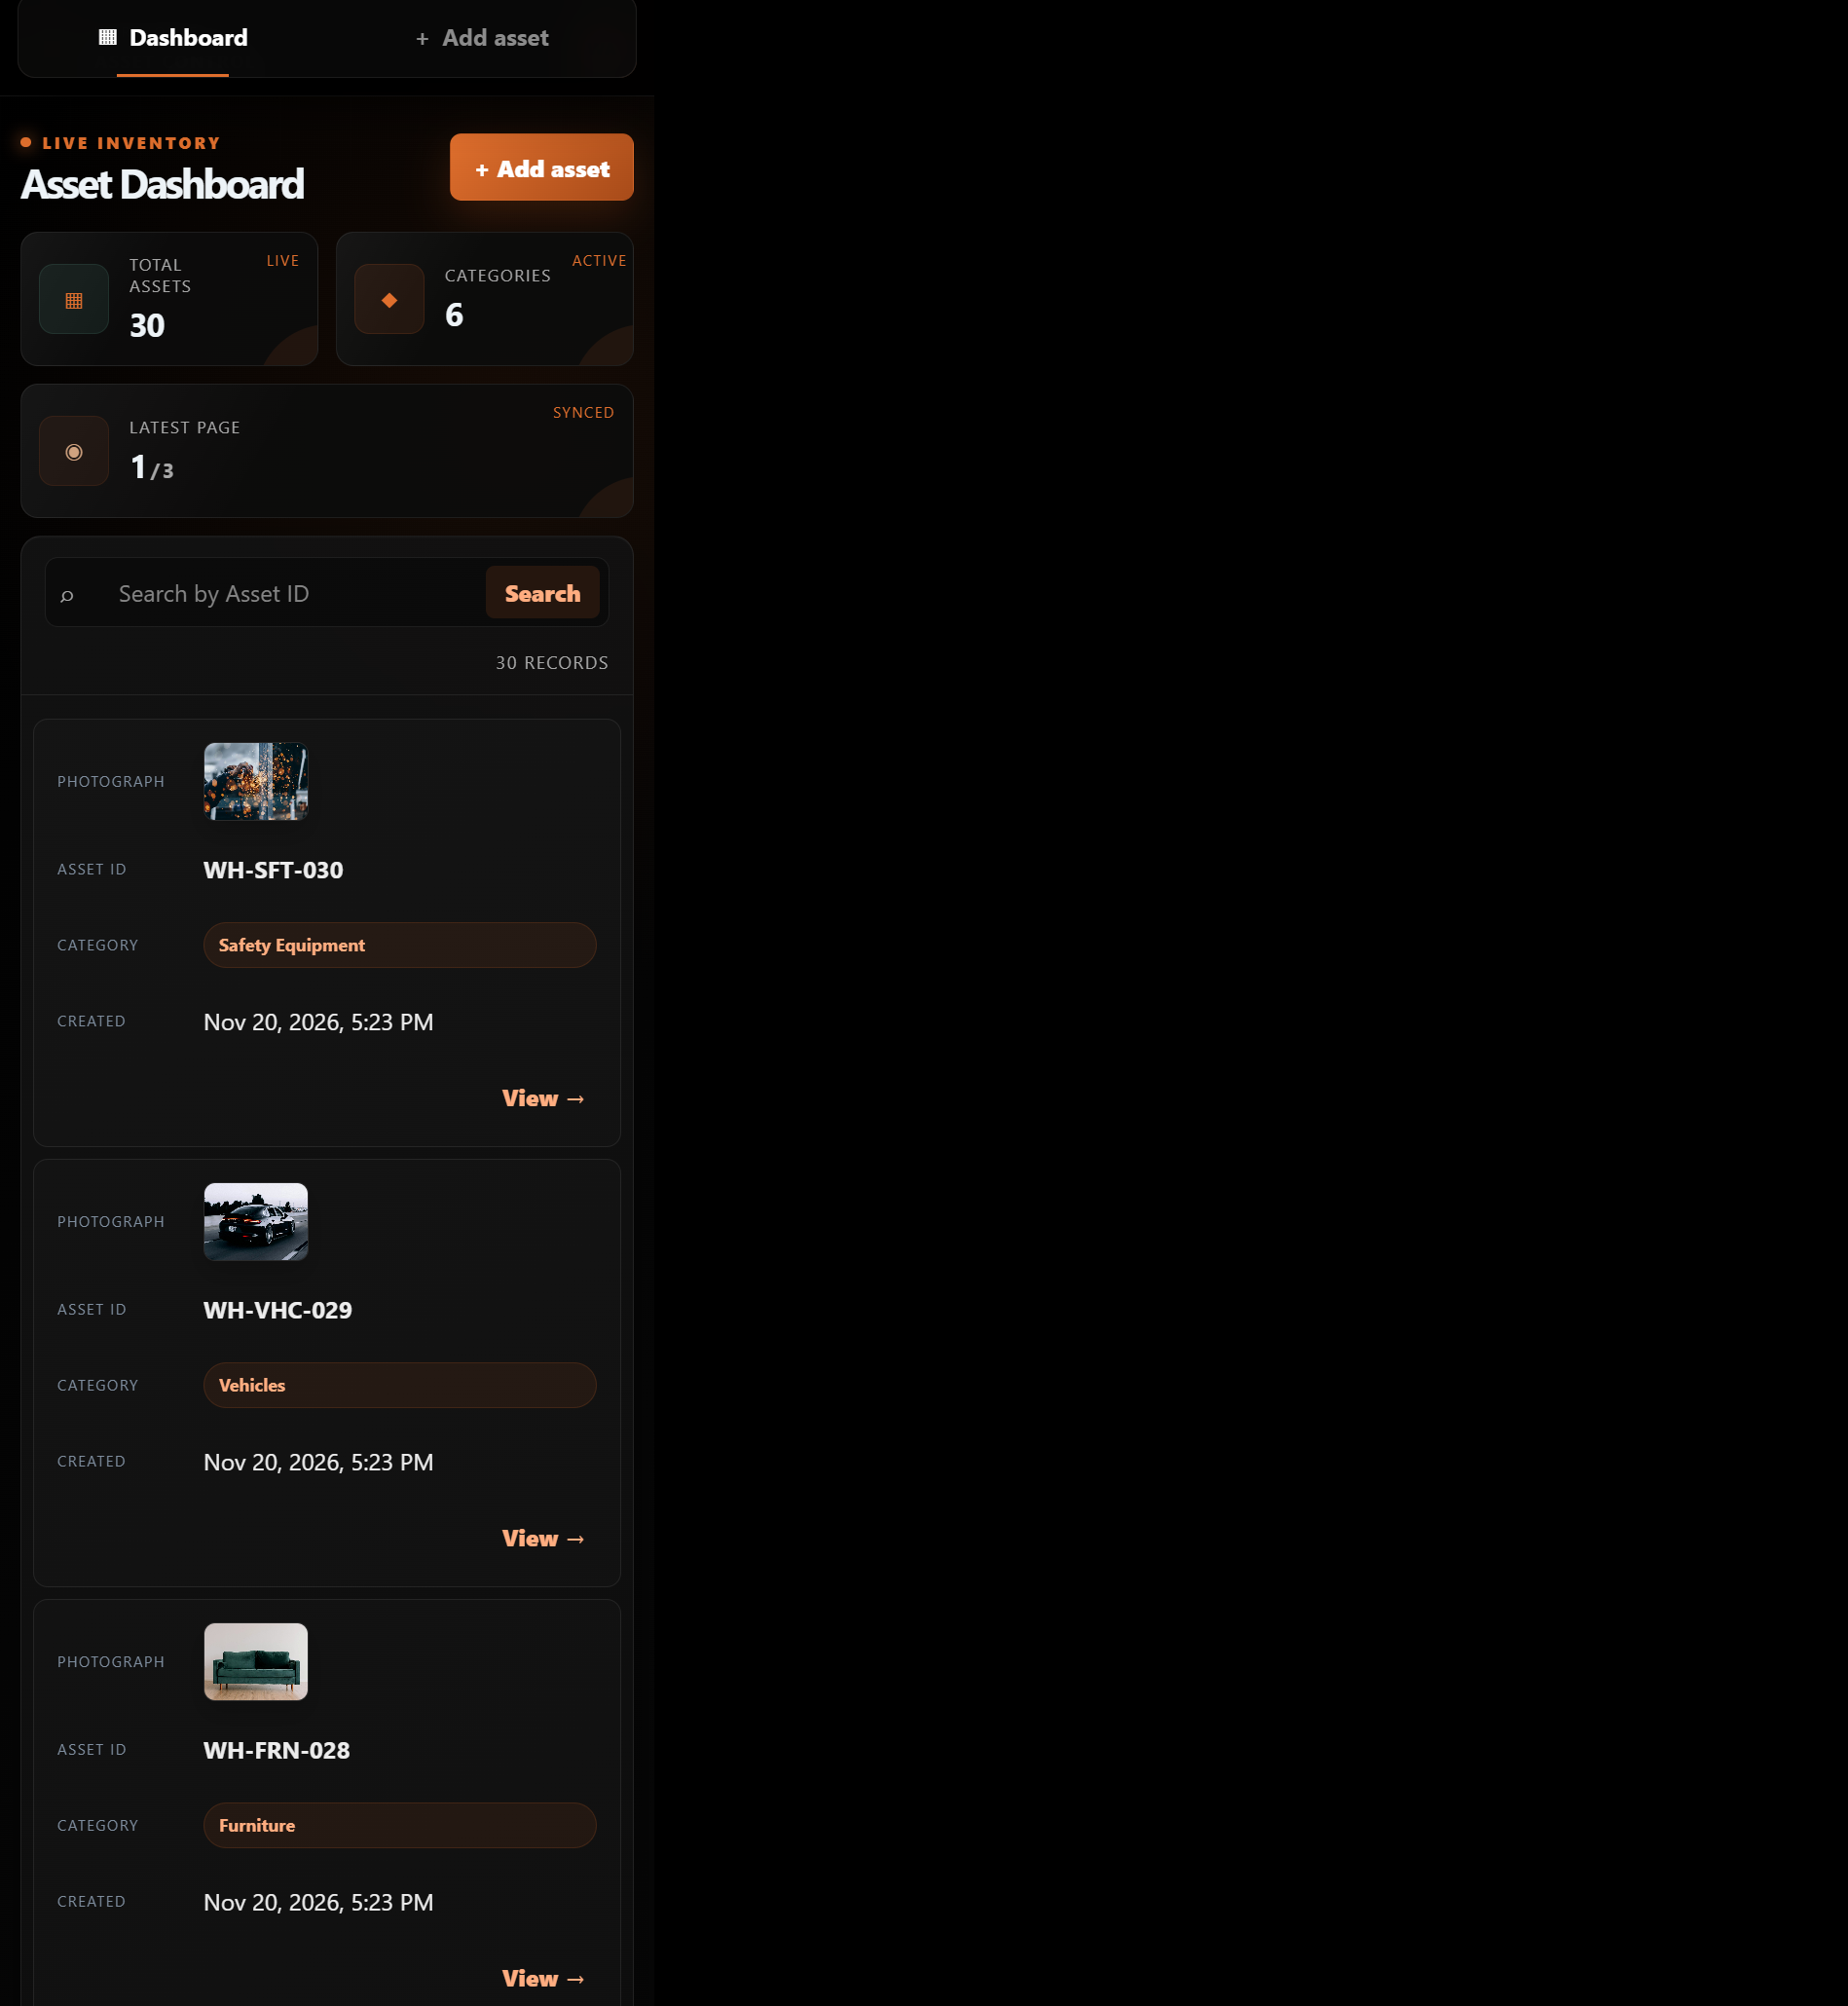 Dashboard
+ Add asset
LIVE INVENTORY
Asset Dashboard
+ Add asset
TOTAL
ASSETS
30
LIVE
CATEGORIES
6
ACTIVE
LATEST PAGE
1/3
SYNCED
Search by Asset ID
Search
30 RECORDS
PHOTOGRAPH
ASSET ID WH-SFT-030
CATEGORY Safety Equipment
CREATED Nov 20, 2026, 5:23 PM
View →
PHOTOGRAPH
ASSET ID WH-VHC-029
CATEGORY Vehicles
CREATED Nov 20, 2026, 5:23 PM
View →
PHOTOGRAPH
ASSET ID WH-FRN-028
CATEGORY Furniture
CREATED Nov 20, 2026, 5:23 PM
View →